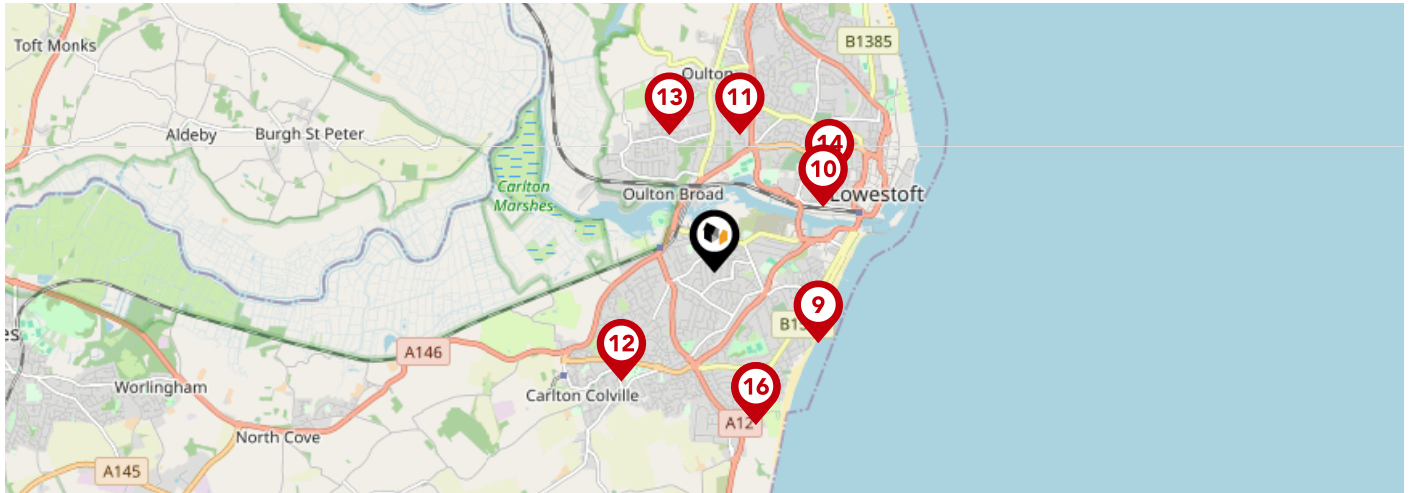 B1385
Toft Monks
Oulton
13
11
Aldeby
Burgh St Peter
14
10
Carlton
Marshes
Oulton Broad
Lowestoft
9
B13
es
12
A146
16
Worlingham
Carlton Colville
A12
North Cove
A145